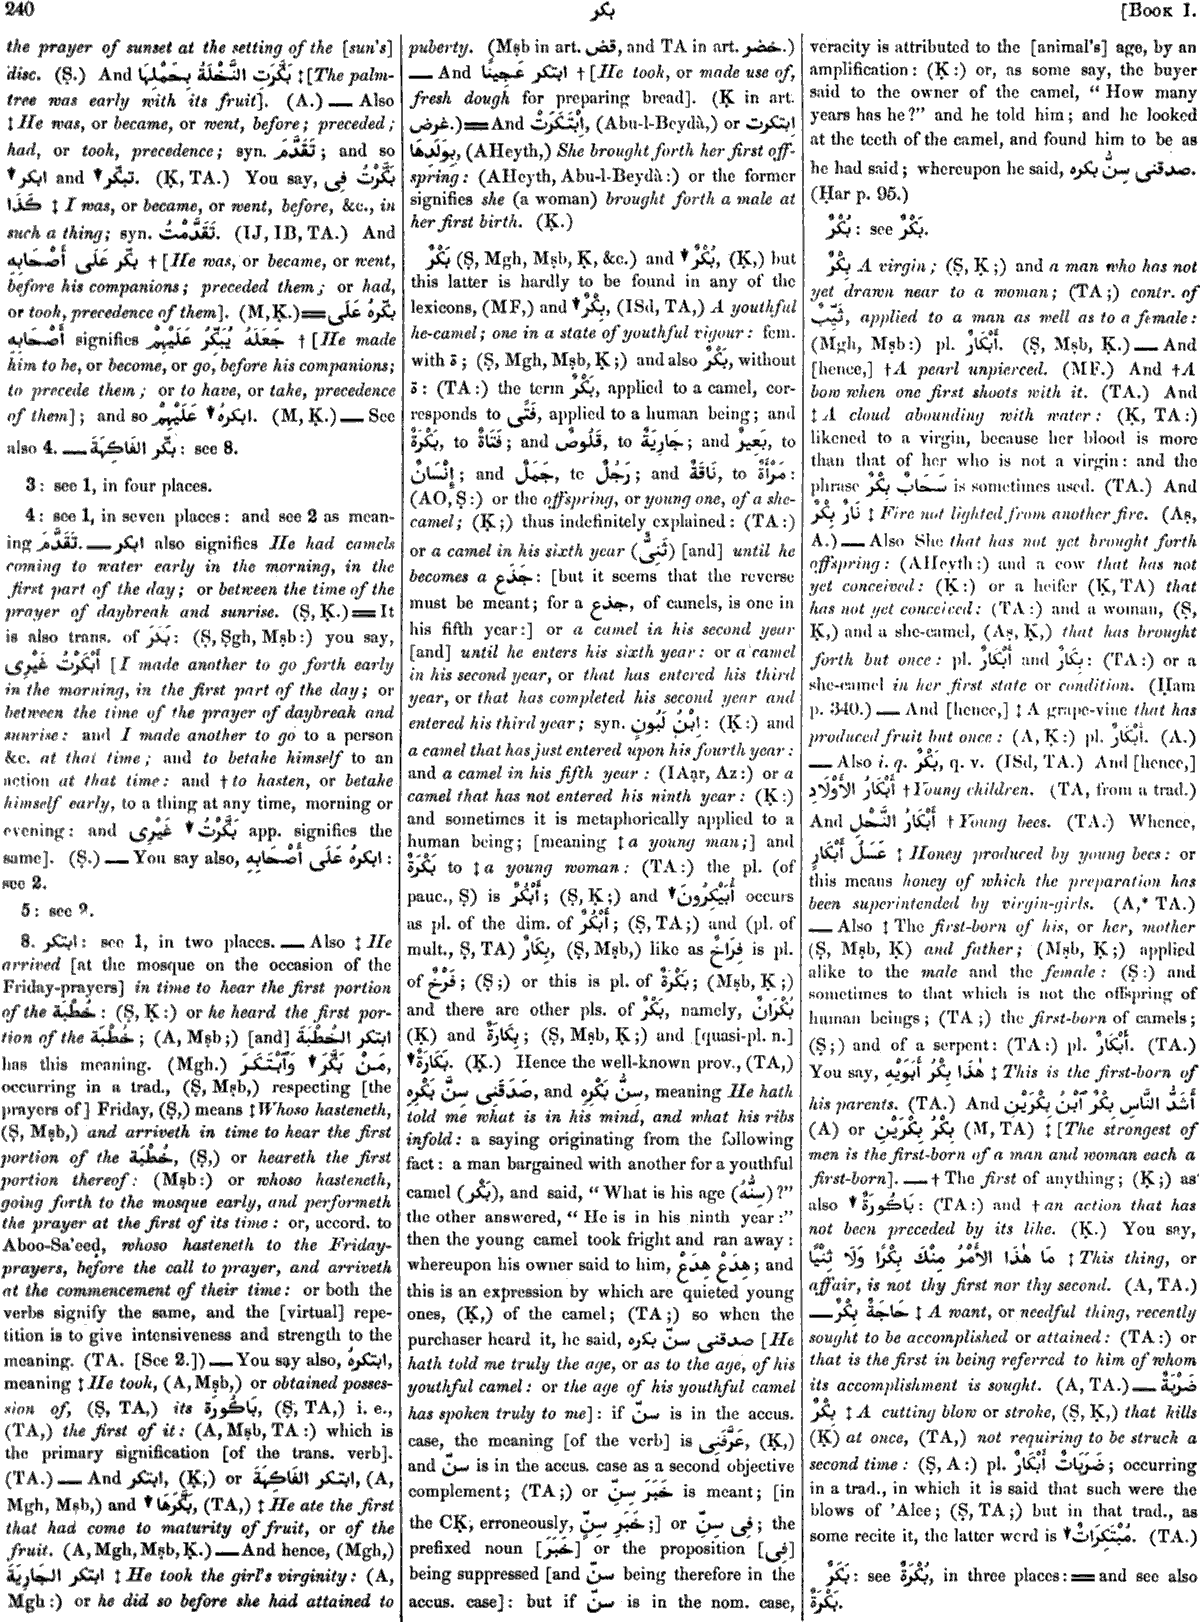 240
بكر
[BOOK I.
the prayer of sunset at the setting of the [sun's]
disc. (Ṣ.) And بَكَّرَتِ النَّخْلَةُ بِحَمْلِهَا ‡ [The palm-
tree was early with its fruit]. (A.) — Also
‡ He was, or became, or went, before; preceded;
had, or took, precedence; syn. تَقَدَّمَ; and so
▼ ابكر and ▼ تبكّر. (Ḳ, TA.) You say, بَكَّرْتُ فِى
كَذَا ‡ I was, or became, or went, before, &c., in
such a thing; syn. تَقَدَّمْتُ. (IJ, IB, TA.) And
بكّر عَلَى أَصْحَابِهِ † [He was, or became, or went,
before his companions; preceded them; or had,
or took, precedence of them]. (M, Ḳ.) = بكّرهُ عَلَى
أَصْحَابِهِ signifies جَعَلَهُ يُبَكِّرُ عَلَيْهِمْ † [He made
him to be, or become, or go, before his companions;
to precede them; or to have, or take, precedence
of them]; and so عَلَيْهِمْ ▼ ابكرهُ. (M, Ḳ.) — See
also 4. — بكّر الفَاكِهَةَ: see 8.
3: see 1, in four places.
4: see 1, in seven places: and see 2 as mean-
ing تَقَدَّمَ. — ابكر also signifies He had camels
coming to water early in the morning, in the
first part of the day; or between the time of the
prayer of daybreak and sunrise. (Ṣ, Ḳ.) = It
is also trans. of بَكَرَ: (Ṣ, Ṣgh, Mṣb:) you say,
أَبْكَرْتُ غَيْرِى [I made another to go forth early
in the morning, in the first part of the day; or
between the time of the prayer of daybreak and
sunrise: and I made another to go to a person
&c. at that time; and to betake himself to an
action at that time: and † to hasten, or betake
himself early, to a thing at any time, morning or
evening: and بَكَّرْتُ ▼ غَيْرِى app. signifies the
same]. (Ṣ.) — You say also, ابكرهُ عَلَى أَصْحَابِهِ:
see 2.
5: see 2.
8. ابتكر: see 1, in two places. — Also ‡ He
arrived [at the mosque on the occasion of the
Friday-prayers] in time to hear the first portion
of the خُطْبَة: (Ṣ, Ḳ:) or he heard the first por-
tion of the خُطْبَة; (A, Mṣb;) [and] ابتكر الخُطْبَةَ
has this meaning. (Mgh.) مَنْ بَكَّرَ ▼ وَٱبْتَكَرَ,
occurring in a trad., (Ṣ, Mṣb,) respecting [the
prayers of] Friday, (Ṣ,) means ‡ Whoso hasteneth,
(Ṣ, Mṣb,) and arriveth in time to hear the first
portion of the خُطْبَة, (Ṣ,) or heareth the first
portion thereof: (Mṣb:) or whoso hasteneth,
going forth to the mosque early, and performeth
the prayer at the first of its time: or, accord. to
Aboo-Sa'eed, whoso hasteneth to the Friday-
prayers, before the call to prayer, and arriveth
at the commencement of their time: or both the
verbs signify the same, and the [virtual] repe-
tition is to give intensiveness and strength to the
meaning. (TA. [See 2.]) — You say also, ابتكرهُ,
meaning ‡ He took, (A, Mṣb,) or obtained posses-
sion of, (Ṣ, TA,) its بَاكُورَة, (Ṣ, TA,) i. e.,
(TA,) the first of it: (A, Mṣb, TA:) which is
the primary signification [of the trans. verb].
(TA.) — And ابتكر, (Ḳ,) or ابتكر الفَاكِهَةَ, (A,
Mgh, Mṣb,) and ▼ بَكَّرَهَا, (TA,) ‡ He ate the first
that had come to maturity of fruit, or of the
fruit. (A, Mgh, Mṣb, Ḳ.) — And hence, (Mgh,)
ابتكر الجَارِيَةَ ‡ He took the girl's virginity: (A,
Mgh:) or he did so before she had attained to
puberty. (Mṣb in art. قض, and TA in art. خضر.)
— And ابتكر عَجِينًا † [He took, or made use of,
fresh dough for preparing bread]. (Ḳ in art.
غرض.) = And اِبْتَكَرَتْ, (Abu-l-Beydà,) or ابتكرت
بِوَلَدِهَا, (AHeyth,) She brought forth her first off-
spring: (AHeyth, Abu-l-Beydà:) or the former
signifies she (a woman) brought forth a male at
her first birth. (Ḳ.)
بَكْرٌ (Ṣ, Mgh, Mṣb, Ḳ, &c.) and ▼ بُكْرٌ, (Ḳ,) but
this latter is hardly to be found in any of the
lexicons, (MF,) and ▼ بِكْرٌ, (ISd, TA,) A youthful
he-camel; one in a state of youthful vigour: fem.
with ة; (Ṣ, Mgh, Mṣb, Ḳ;) and also بَكْرٌ, without
ة: (TA:) the term بَكْرٌ, applied to a camel, cor-
responds to فَتًى, applied to a human being; and
بَكْرَةٌ, to فَتَاةٌ; and قَلُوصٌ, to جَارِيَةٌ; and بَعِيرٌ, to
إِنْسَانٌ; and جَمَلٌ, to رَجُلٌ; and نَاقَةٌ, to مَرْأَةٌ:
(AO, Ṣ:) or the offspring, or young one, of a she-
camel; (Ḳ;) thus indefinitely explained: (TA:)
or a camel in his sixth year (ثَنِىّ) [and] until he
becomes a جَذَع: [but it seems that the reverse
must be meant; for a جذع, of camels, is one in
his fifth year:] or a camel in his second year
[and] until he enters his sixth year: or a camel
in his second year, or that has entered his third
year, or that has completed his second year and
entered his third year; syn. اِبْنُ لَبُونٍ: (Ḳ:) and
a camel that has just entered upon his fourth year:
and a camel in his fifth year: (IAạr, Az:) or a
camel that has not entered his ninth year: (Ḳ:)
and sometimes it is metaphorically applied to a
human being; [meaning ‡ a young man;] and
بَكْرَةٌ to ‡ a young woman: (TA:) the pl. (of
pauc., Ṣ) is أَبْكُرٌ; (Ṣ, Ḳ;) and ▼ أُبَيْكِرُونَ occurs
as pl. of the dim. of أَبْكُرٌ; (Ṣ, TA;) and (pl. of
mult., Ṣ, TA) بِكَارٌ, (Ṣ, Mṣb,) like as فِرَاخٌ is pl.
of فَرْخٌ; (Ṣ;) or this is pl. of بَكْرَةٌ; (Mṣb, Ḳ;)
and there are other pls. of بَكْرٌ, namely, بُكْرَانٌ
(Ḳ) and بِكَارَةٌ; (Ṣ, Mṣb, Ḳ;) and [quasi-pl. n.]
▼ بَكَارَةٌ. (Ḳ.) Hence the well-known prov., (TA,)
صَدَقَنِى سِنَّ بَكْرِهِ, and سِنُّ بَكْرِهِ, meaning He hath
told me what is in his mind, and what his ribs
infold: a saying originating from the following
fact: a man bargained with another for a youthful
camel (بَكْر), and said, "What is his age (سِنُّهُ)?"
the other answered, "He is in his ninth year:"
then the young camel took fright and ran away:
whereupon his owner said to him, هِدَعْ هِدَعْ; and
this is an expression by which are quieted young
ones, (Ḳ,) of the camel; (TA;) so when the
purchaser heard it, he said, صدقنى سنّ بكره [He
hath told me truly the age, or as to the age, of his
youthful camel: or the age of his youthful camel
has spoken truly to me]: if سنّ is in the accus.
case, the meaning [of the verb] is عَرَّفَنِى, (Ḳ,)
and سنّ is in the accus. case as a second objective
complement; (TA;) or خَبَرَ سِنِّ is meant; [in
the CḲ, erroneously, خَبَرِ سِنِّ;] or فِى سِنِّ; the
prefixed noun [خَبَرَ] or the proposition [فِى]
being suppressed [and سنّ being therefore in the
accus. case]: but if سنّ is in the nom. case,
veracity is attributed to the [animal's] age, by an
amplification: (Ḳ:) or, as some say, the buyer
said to the owner of the camel, "How many
years has he?" and he told him; and he looked
at the teeth of the camel, and found him to be as
he had said; whereupon he said, صدقنى سِنُّ بكره.
(Ḥar p. 95.)
بُكْرٌ: see بَكْرٌ.
بِكْرٌ A virgin; (Ṣ, Ḳ;) and a man who has not
yet drawn near to a woman; (TA;) contr. of
ثَيِّبٌ, applied to a man as well as to a female:
(Mgh, Mṣb:) pl. أَبْكَارٌ. (Ṣ, Mṣb, Ḳ.) — And
[hence,] † A pearl unpierced. (MF.) And † A
bow when one first shoots with it. (TA.) And
‡ A cloud abounding with water: (Ḳ, TA:)
likened to a virgin, because her blood is more
than that of her who is not a virgin: and the
phrase سَحَابٌ بِكْرٌ is sometimes used. (TA.) And
نَارٌ بِكْرٌ ‡ Fire not lighted from another fire. (Aṣ,
A.) — Also She that has not yet brought forth
offspring: (AHeyth:) and a cow that has not
yet conceived: (Ḳ:) or a heifer (Ḳ, TA) that
has not yet conceived: (TA:) and a woman, (Ṣ,
Ḳ,) and a she-camel, (Aṣ, Ḳ,) that has brought
forth but once: pl. أَبْكَارٌ and بِكَارٌ: (TA:) or a
she-camel in her first state or condition. (Ḥam
p. 340.) — And [hence,] ‡ A grape-vine that has
produced fruit but once: (A, Ḳ:) pl. أَبْكَارٌ. (A.)
— Also i. q. بَكْرٌ, q. v. (ISd, TA.) And [hence,]
أَبْكَارُ الأَوْلَادِ † Young children. (TA, from a trad.)
And أَبْكَارُ النَّحْلِ † Young bees. (TA.) Whence,
عَسَلُ أَبْكَارٍ ‡ Honey produced by young bees: or
this means honey of which the preparation has
been superintended by virgin-girls. (A,* TA.)
— Also ‡ The first-born of his, or her, mother
(Ṣ, Mṣb, Ḳ) and father; (Mṣb, Ḳ;) applied
alike to the male and the female: (Ṣ:) and
sometimes to that which is not the offspring of
human beings; (TA;) the first-born of camels;
(Ṣ;) and of a serpent: (TA:) pl. أَبْكَارٌ. (TA.)
You say, هٰذَا بِكْرُ أَبَوَيْهِ ‡ This is the first-born of
his parents. (TA.) And أَشَدُّ النَّاسِ بِكْرٌ ٱبْنُ بِكْرَيْنِ
(A) or بِكْرُ بِكْرَيْنِ (M, TA) ‡ [The strongest of
men is the first-born of a man and woman each a
first-born]. — † The first of anything; (Ḳ;) as
also ▼ بَاكُورَةٌ: (TA:) and † an action that has
not been preceded by its like. (Ḳ.) You say,
مَا هٰذَا الأَمْرُ مِنْكَ بِكْرًا وَلَا ثِنْيًا ‡ This thing, or
affair, is not thy first nor thy second. (A, TA.)
— حَاجَةٌ بِكْرٌ ‡ A want, or needful thing, recently
sought to be accomplished or attained: (TA:) or
that is the first in being referred to him of whom
its accomplishment is sought. (A, TA.) — ضَرْبَةٌ
بِكْرٌ ‡ A cutting blow or stroke, (Ṣ, Ḳ,) that kills
(Ḳ) at once, (TA,) not requiring to be struck a
second time: (Ṣ, A:) pl. ضَرَبَاتٌ أَبْكَارٌ; occurring
in a trad., in which it is said that such were the
blows of 'Alee; (Ṣ, TA;) but in that trad., as
some recite it, the latter word is ▼ مُبْتَكِرَاتٌ. (TA.)
بَكَرٌ: see بُكْرَةٌ, in three places: = and see also
بَكْرَةٌ.